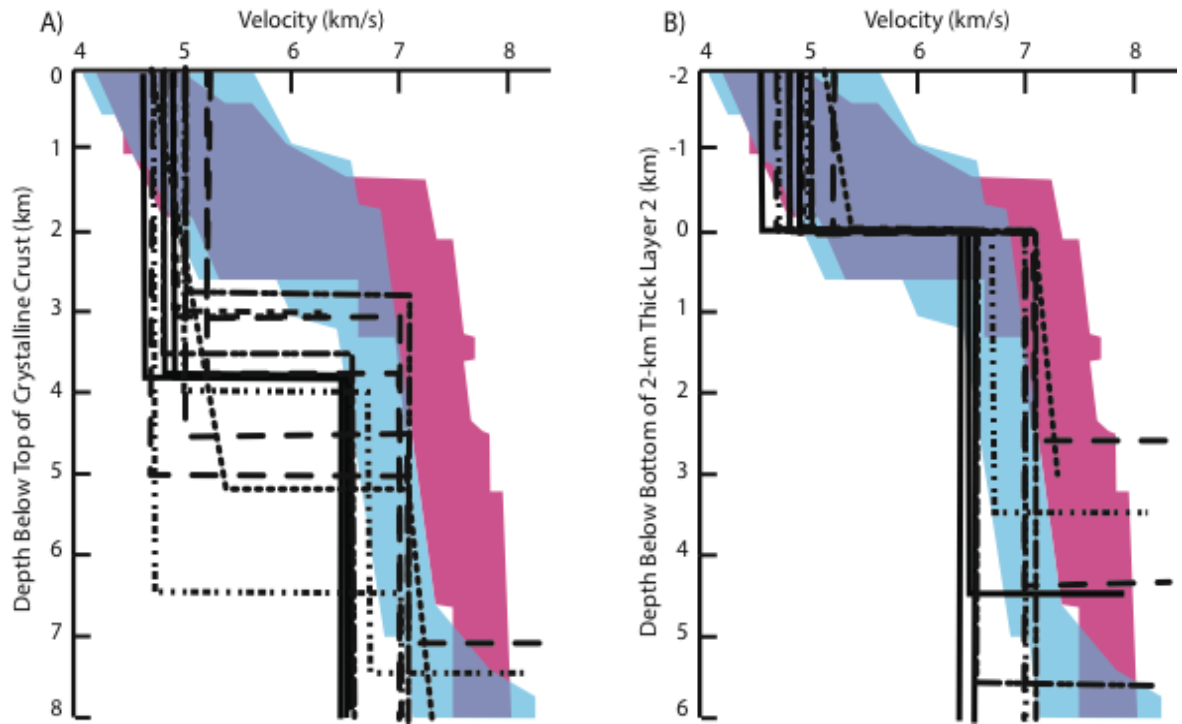 A)
Velocity (km/s)
4 5 6 7 8
0
1
2
3
4
5
6
7
8
Depth Below Top of Crystalline Crust (km)
B)
Velocity (km/s)
4 5 6 7 8
-2
-1
0
1
2
3
4
5
6
Depth Below Bottom of 2-km Thick Layer 2 (km)